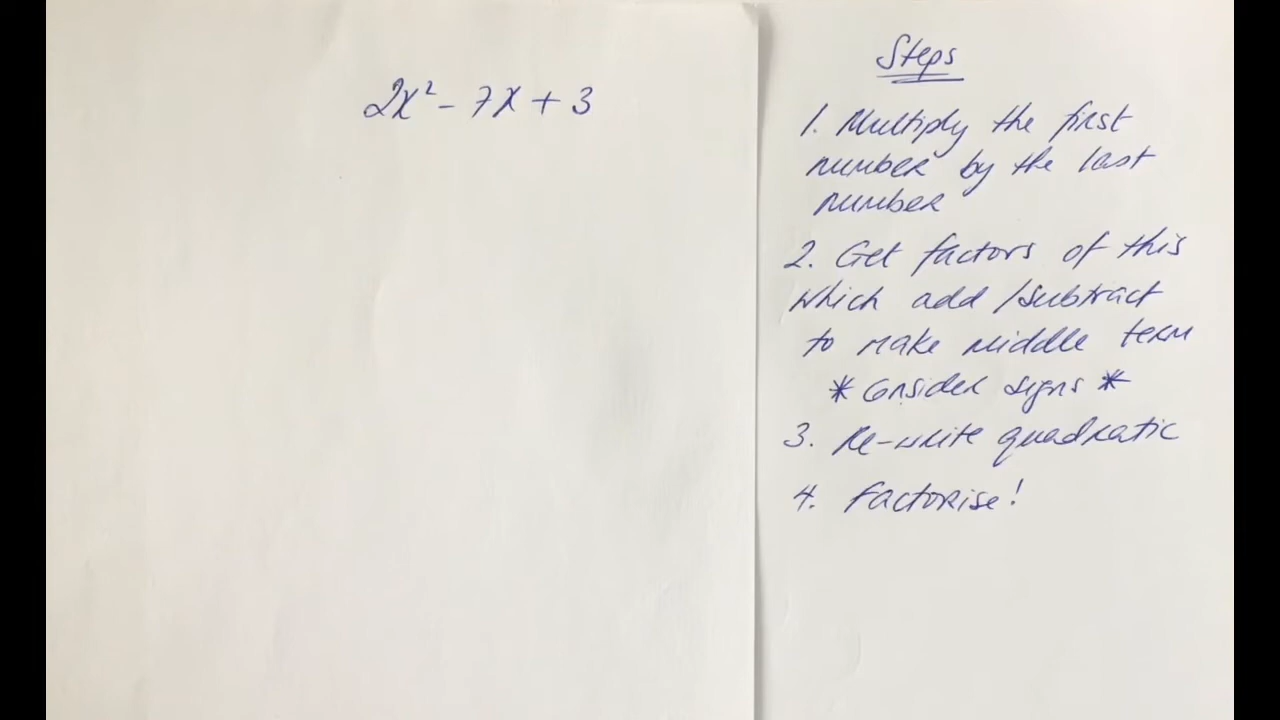 2x² - 7x + 3
Steps
1. Multiply the first
number by the last
number
2. Get factors of this
which add /subtract
to make middle term
* Consider signs *
3. Re-write quadratic
4. Factorise!